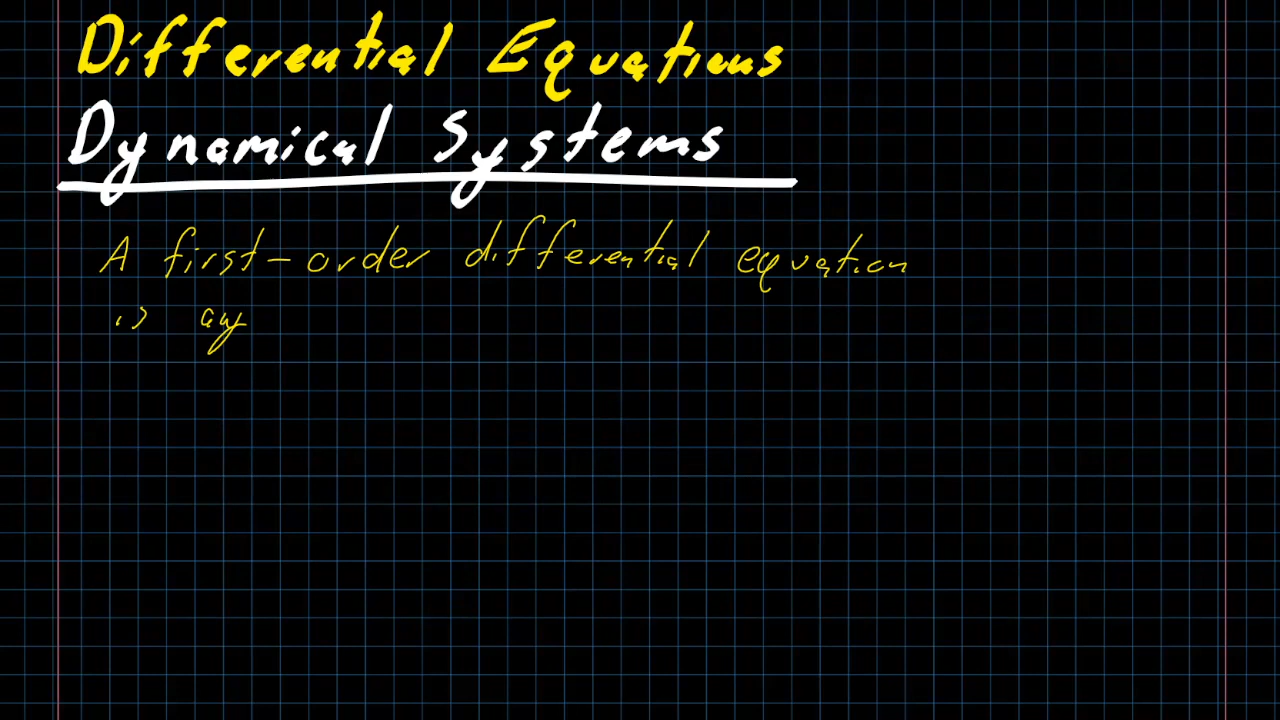 Differential Equations
Dynamical Systems
A first-order differential equation
is any